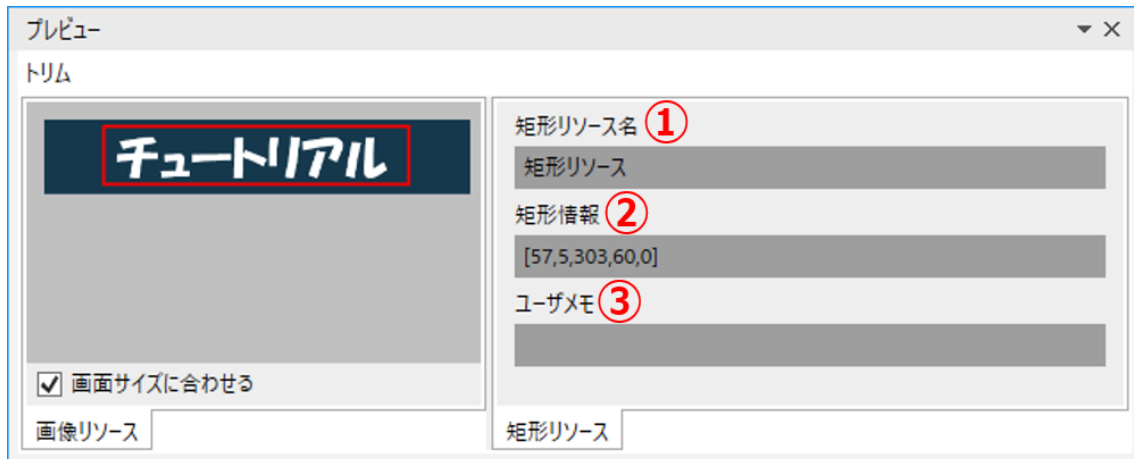 プレビュー
トリム
チュートリアル
画面サイズに合わせる
画像リソース
矩形リソース名 ①
矩形リソース
矩形情報 ②
[57,5,303,60,0]
ユーザメモ ③
矩形リソース